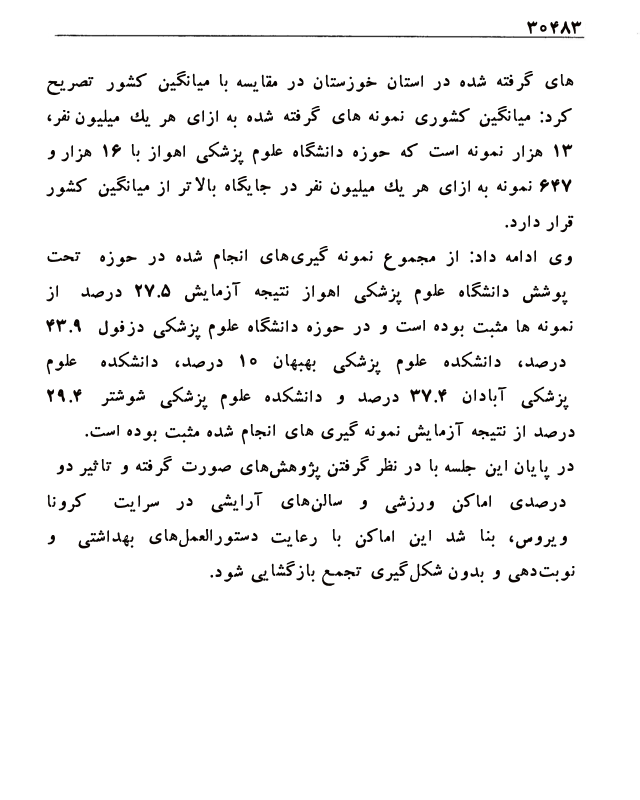 ۳۰۴۸۳
های گرفته شده در استان خوزستان در مقایسه با میانگین کشور تصریح
کرد: میانگین کشوری نمونه های گرفته شده به ازای هر یك میلیون نفر،
۱۳ هزار نمونه است که حوزه دانشگاه علوم پزشکی اهواز با ۱۶ هزار و
۶۴۷ نمونه به ازای هر یك میلیون نفر در جایگاه بالاتر از میانگین کشور
قرار دارد.
وی ادامه داد: از مجموع نمونه گیری‌های انجام شده در حوزه تحت
پوشش دانشگاه علوم پزشکی اهواز نتیجه آزمایش ۲۷.۵ درصد از
نمونه ها مثبت بوده است و در حوزه دانشگاه علوم پزشکی دزفول ۴۳.۹
درصد، دانشکده علوم پزشکی بهبهان ۱۰ درصد، دانشکده علوم
پزشکی آبادان ۳۷.۴ درصد و دانشکده علوم پزشکی شوشتر ۲۹.۴
درصد از نتیجه آزمایش نمونه گیری های انجام شده مثبت بوده است.
در پایان این جلسه با در نظر گرفتن پژوهش‌های صورت گرفته و تاثیر دو
درصدی اماکن ورزشی و سالن‌های آرایشی در سرایت کرونا
ویروس، بنا شد این اماکن با رعایت دستورالعمل‌های بهداشتی و
نوبت‌دهی و بدون شکل‌گیری تجمع بازگشایی شود.